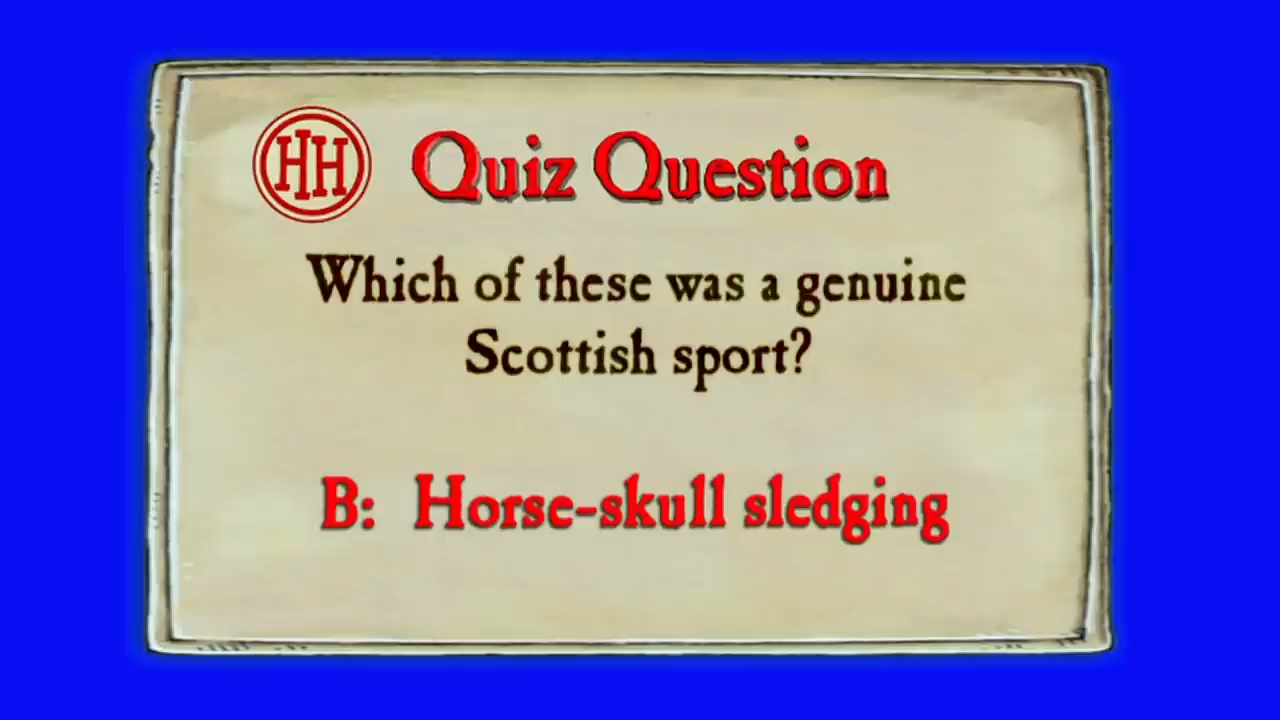 HH Quiz Question
Which of these was a genuine
Scottish sport?
B: Horse-skull sledging